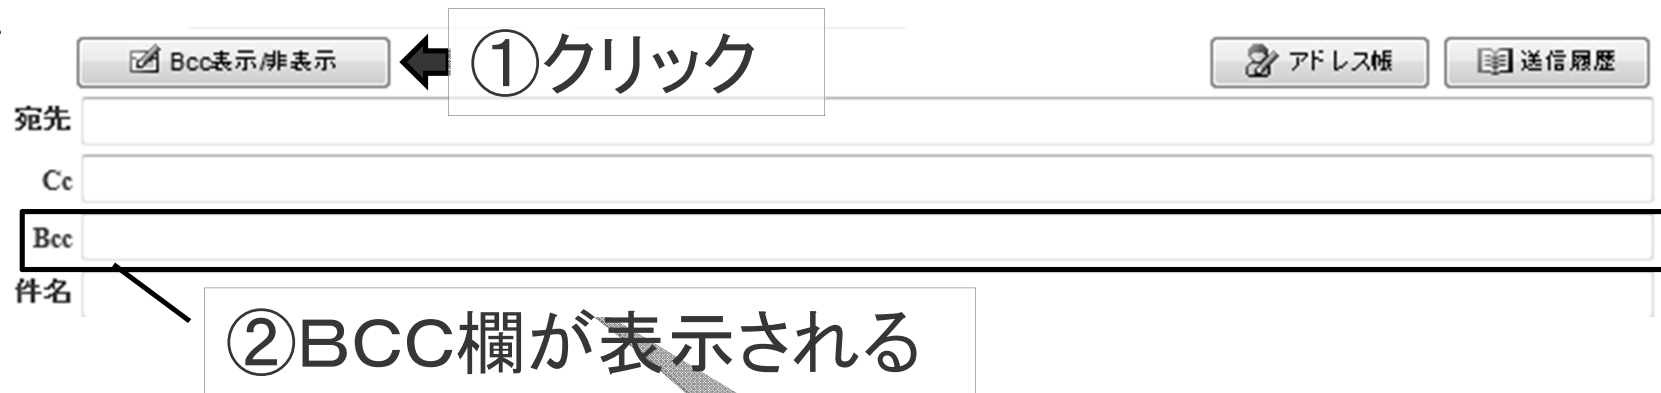 Bcc表示/非表示
①クリック
アドレス帳
送信履歴
宛先
Cc
Bcc
件名
②ＢＣＣ欄が表示される